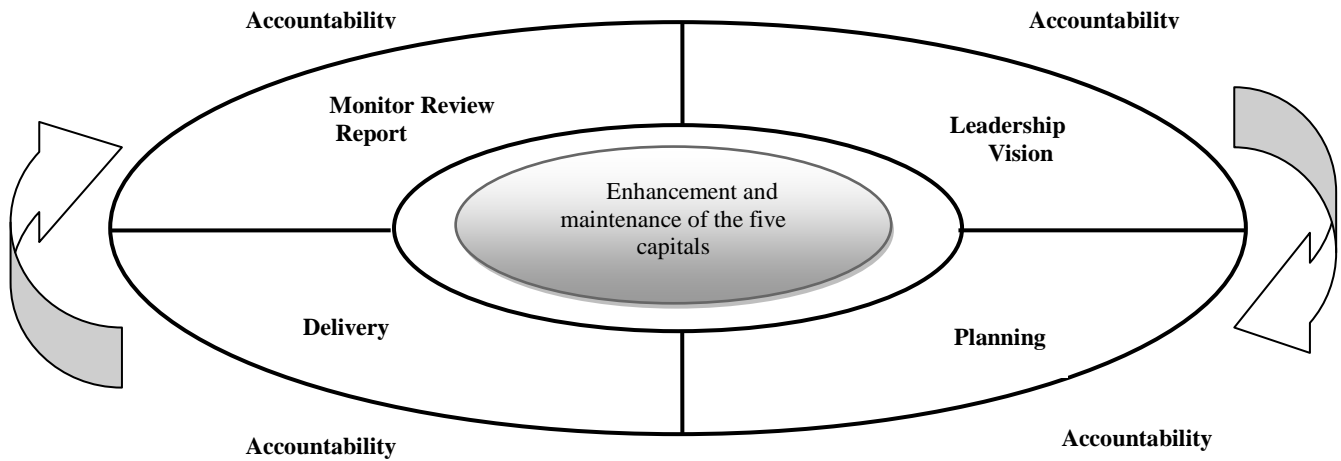 Accountability
Accountability
Monitor Review
Report
Leadership
Vision
Enhancement and
maintenance of the five
capitals
Delivery
Planning
Accountability
Accountability